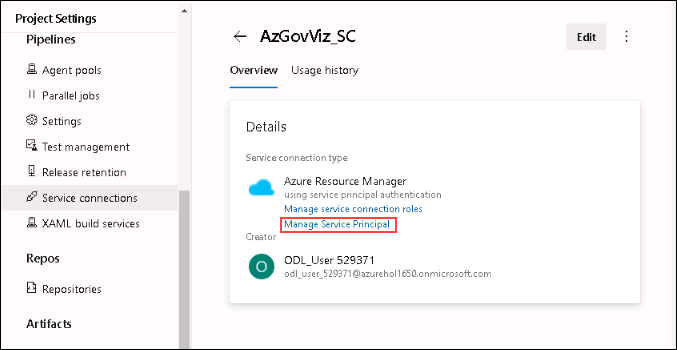 Project Settings
Pipelines
Agent pools
Parallel jobs
Settings
Test management
Release retention
Service connections
XAML build services
Repos
Repositories
Artifacts
AzGovViz_SC
Edit
Overview
Usage history
Details
Service connection type
Azure Resource Manager
using service principal authentication
Manage service connection roles
Manage Service Principal
Creator
O
ODL_User 529371
odl_user_529371@azurehol1650.onmicrosoft.com